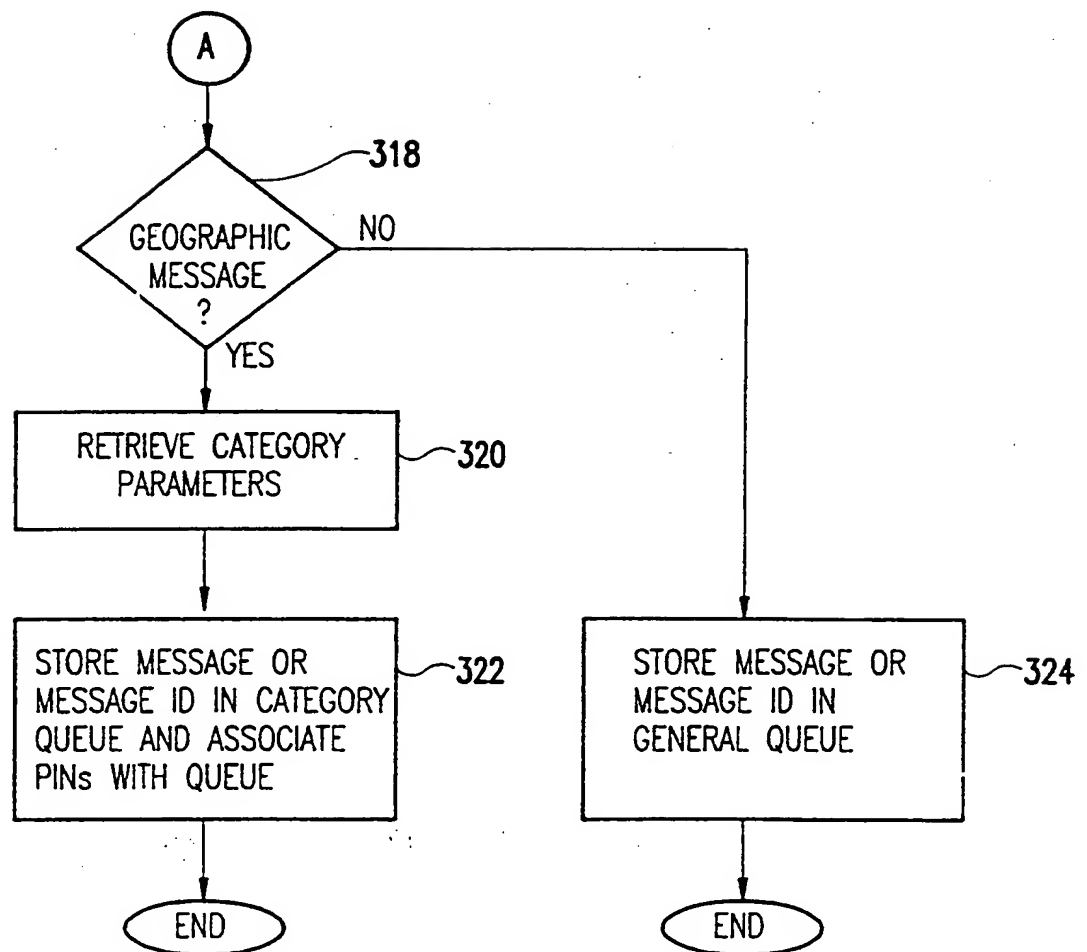 A
318
GEOGRAPHIC
MESSAGE
?
NO
YES
RETRIEVE CATEGORY
PARAMETERS
320
STORE MESSAGE OR
MESSAGE ID IN CATEGORY
QUEUE AND ASSOCIATE
PINs WITH QUEUE
322
STORE MESSAGE OR
MESSAGE ID IN
GENERAL QUEUE
324
END
END